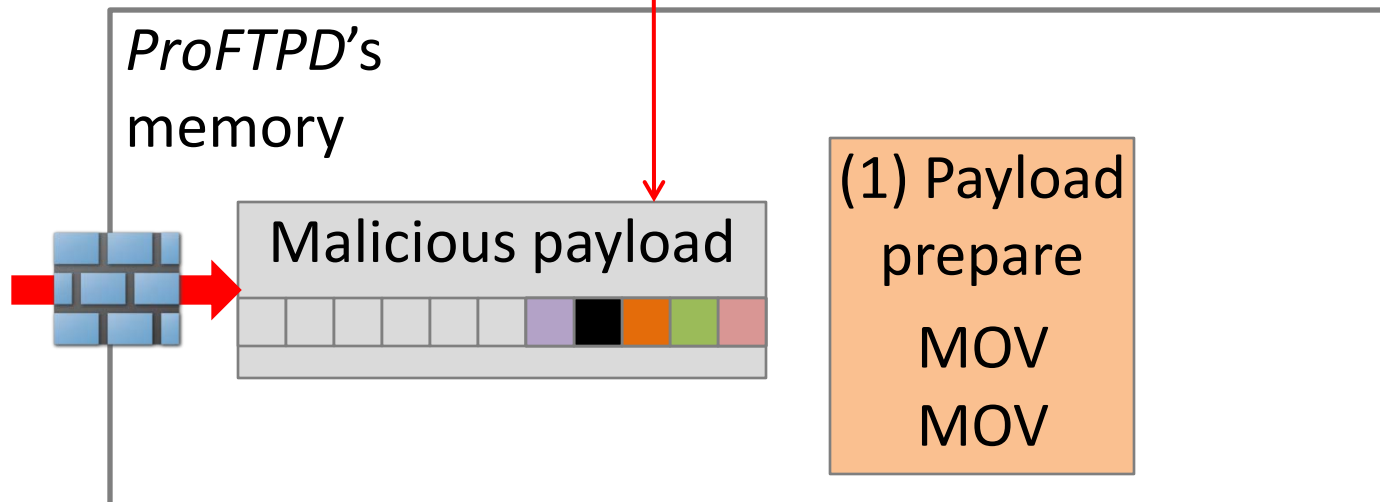 ProFTPD’s
memory
Malicious payload
(1) Payload
prepare
MOV
MOV